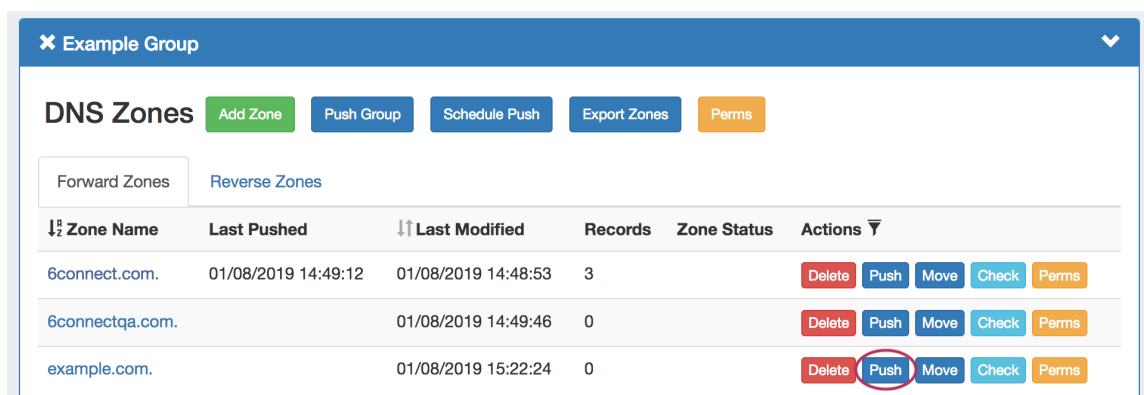 Example Group
DNS Zones Add Zone Push Group Schedule Push Export Zones Perms
Forward Zones Reverse Zones
Zone Name Last Pushed Last Modified Records Zone Status Actions
6connect.com. 01/08/2019 14:49:12 01/08/2019 14:48:53 3 Delete Push Move Check Perms
6connectqa.com. 01/08/2019 14:49:46 0 Delete Push Move Check Perms
example.com. 01/08/2019 15:22:24 0 Delete Push Move Check Perms